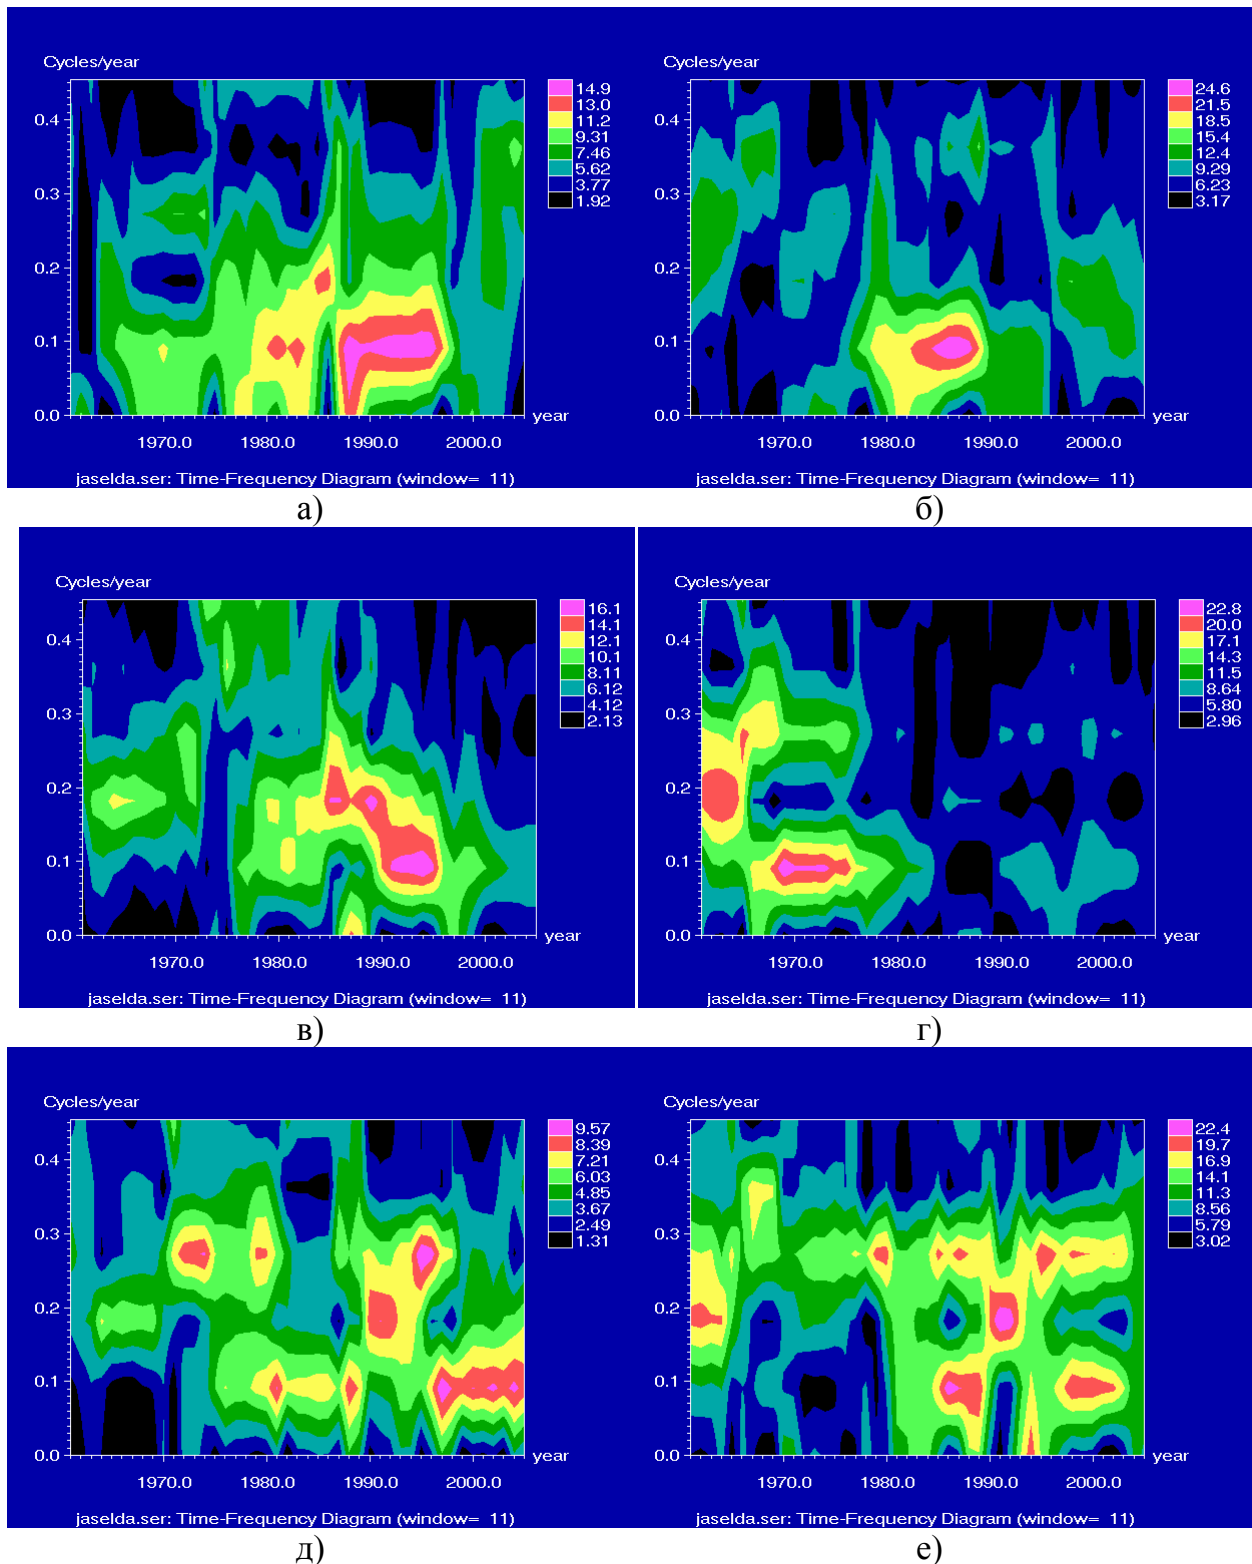 Cycles/year
14.9
13.0
11.2
9.31
7.46
5.62
3.77
1.92
0.4
0.3
0.2
0.1
0.0
year
1970.0 1980.0 1990.0 2000.0
jaselda.ser: Time-Frequency Diagram (window= 11)
а)
Cycles/year
24.6
21.5
18.5
15.4
12.4
9.29
6.23
3.17
0.4
0.3
0.2
0.1
0.0
year
1970.0 1980.0 1990.0 2000.0
jaselda.ser: Time-Frequency Diagram (window= 11)
б)
Cycles/year
16.1
14.1
12.1
10.1
8.11
6.12
4.12
2.13
0.4
0.3
0.2
0.1
0.0
year
1970.0 1980.0 1990.0 2000.0
jaselda.ser: Time-Frequency Diagram (window= 11)
в)
Cycles/year
22.8
20.0
17.1
14.3
11.5
8.64
5.80
2.96
0.4
0.3
0.2
0.1
0.0
year
1970.0 1980.0 1990.0 2000.0
jaselda.ser: Time-Frequency Diagram (window= 11)
г)
Cycles/year
9.57
8.39
7.21
6.03
4.85
3.67
2.49
1.31
0.4
0.3
0.2
0.1
0.0
year
1970.0 1980.0 1990.0 2000.0
jaselda.ser: Time-Frequency Diagram (window= 11)
д)
Cycles/year
22.4
19.7
16.9
14.1
11.3
8.56
5.79
3.02
0.4
0.3
0.2
0.1
0.0
year
1970.0 1980.0 1990.0 2000.0
jaselda.ser: Time-Frequency Diagram (window= 11)
е)